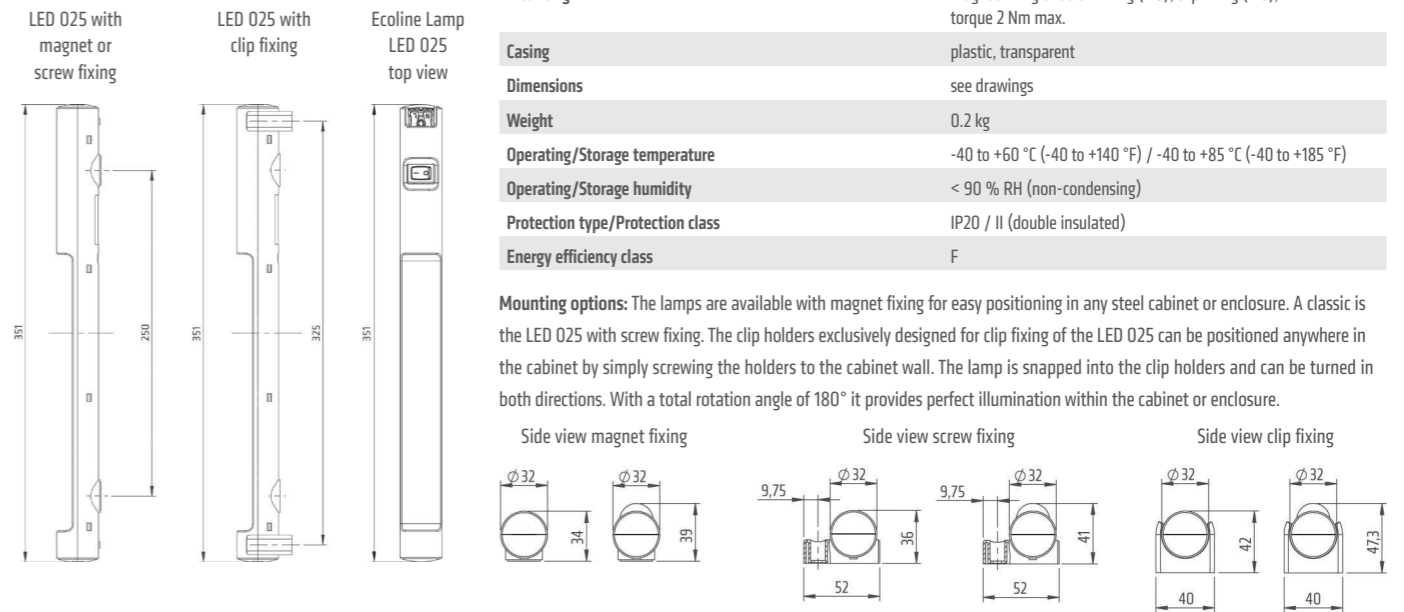 LED 025 with
magnet or
screw fixing
LED 025 with
clip fixing
Ecoline Lamp
LED 025
top view
351
250
351
325
351
torque 2 Nm max.
Casing plastic, transparent
Dimensions see drawings
Weight 0.2 kg
Operating/Storage temperature -40 to +60 °C (-40 to +140 °F) / -40 to +85 °C (-40 to +185 °F)
Operating/Storage humidity < 90 % RH (non-condensing)
Protection type/Protection class IP20 / II (double insulated)
Energy efficiency class F
Mounting options: The lamps are available with magnet fixing for easy positioning in any steel cabinet or enclosure. A classic is
the LED 025 with screw fixing. The clip holders exclusively designed for clip fixing of the LED 025 can be positioned anywhere in
the cabinet by simply screwing the holders to the cabinet wall. The lamp is snapped into the clip holders and can be turned in
both directions. With a total rotation angle of 180° it provides perfect illumination within the cabinet or enclosure.
Side view magnet fixing
Ø32
34
Ø32
39
Side view screw fixing
9,75
Ø32
36
52
9,75
Ø32
41
52
Side view clip fixing
Ø32
42
40
Ø32
47,3
40